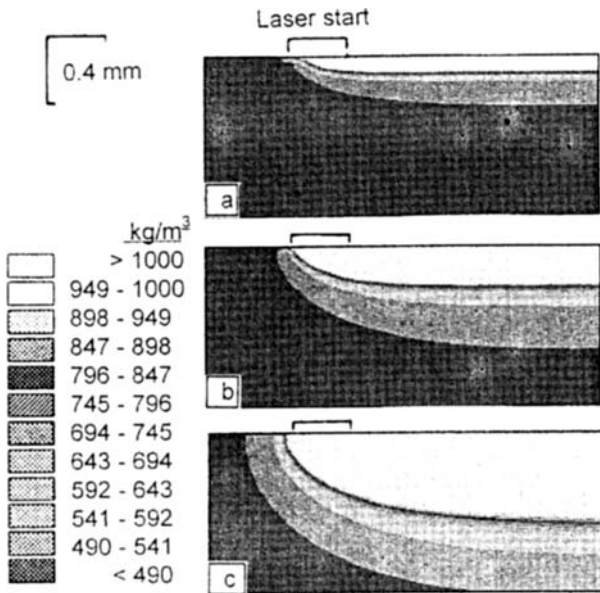 Laser start
0.4 mm
a
kg/m³
> 1000
949 - 1000
898 - 949
847 - 898
796 - 847
745 - 796
694 - 745
643 - 694
592 - 643
541 - 592
490 - 541
< 490
b
c